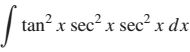 ∫ tan² x sec² x sec² x dx